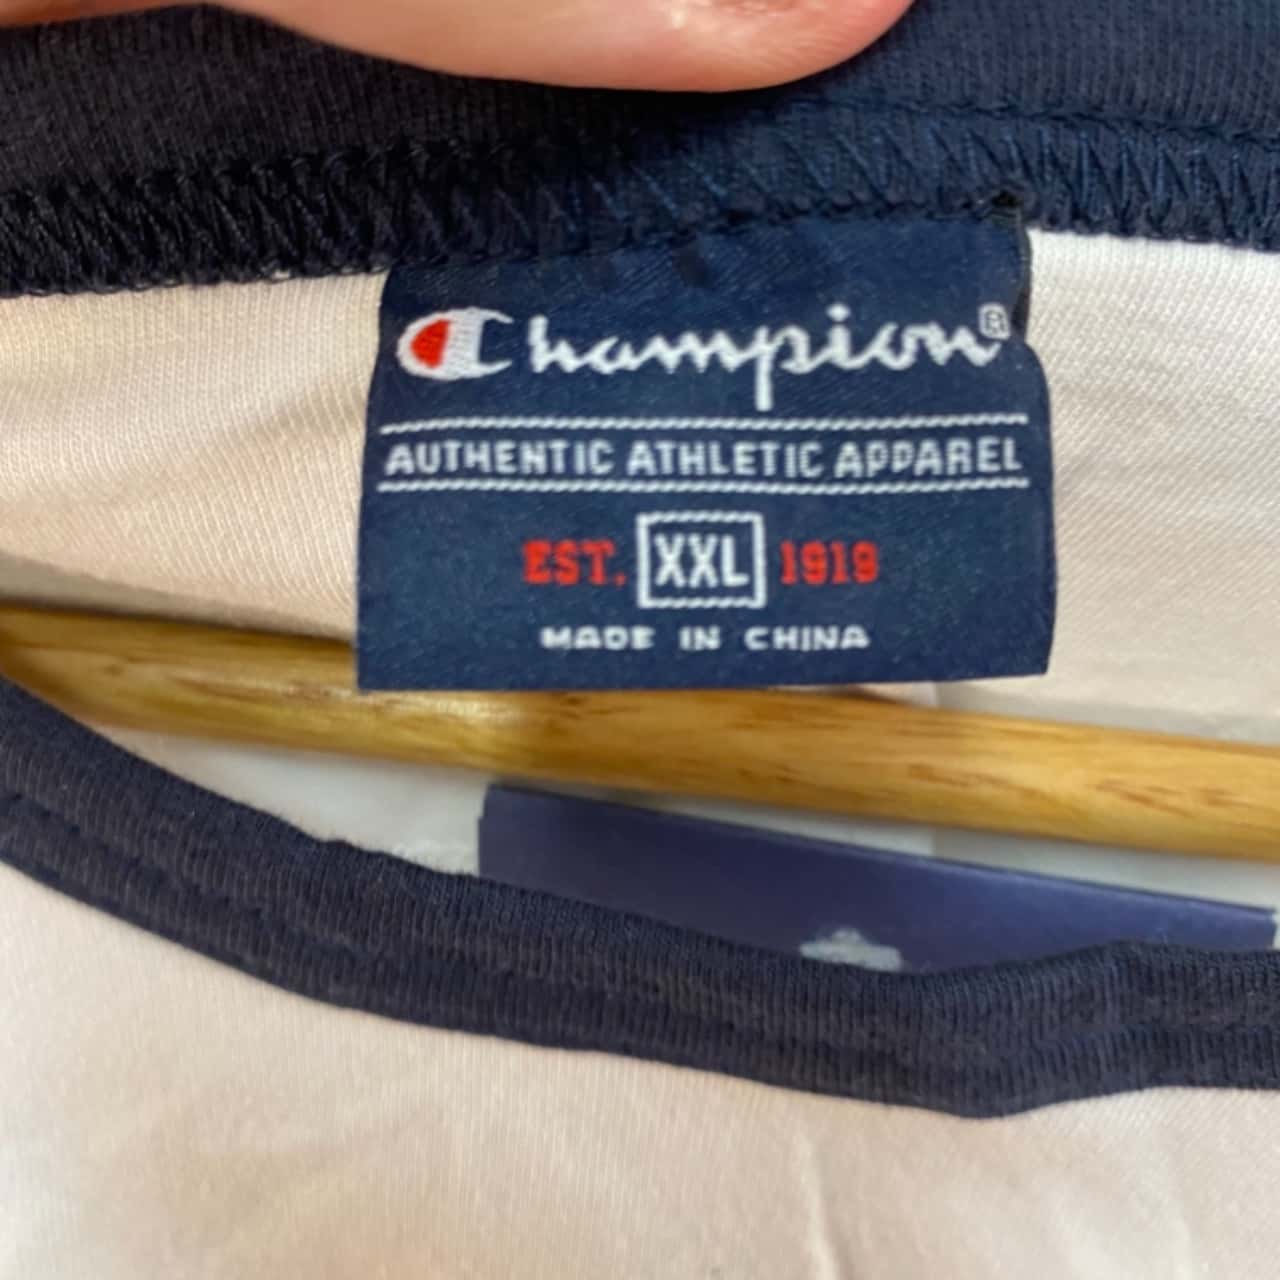 Champion®
AUTHENTIC ATHLETIC APPAREL
EST. XXL 1919
MADE IN CHINA